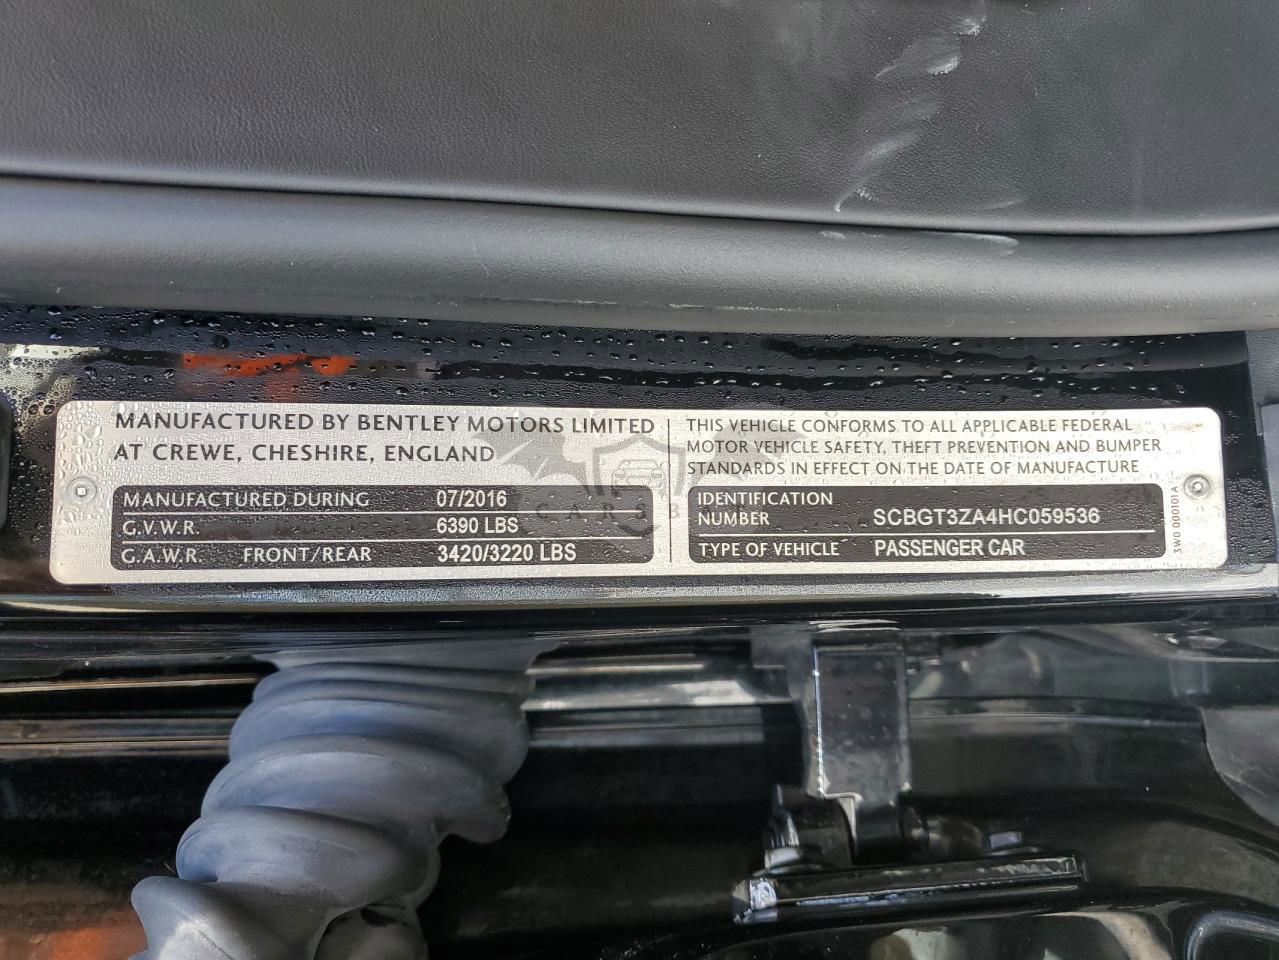 MANUFACTURED BY BENTLEY MOTORS LIMITED
AT CREWE, CHESHIRE, ENGLAND
MANUFACTURED DURING 07/2016
G.V.W.R. 6390 LBS
G.A.W.R. FRONT/REAR 3420/3220 LBS
THIS VEHICLE CONFORMS TO ALL APPLICABLE FEDERAL
MOTOR VEHICLE SAFETY, THEFT PREVENTION AND BUMPER
STANDARDS IN EFFECT ON THE DATE OF MANUFACTURE
IDENTIFICATION
NUMBER SCBGT3ZA4HC059536
TYPE OF VEHICLE PASSENGER CAR
3W0 000101A